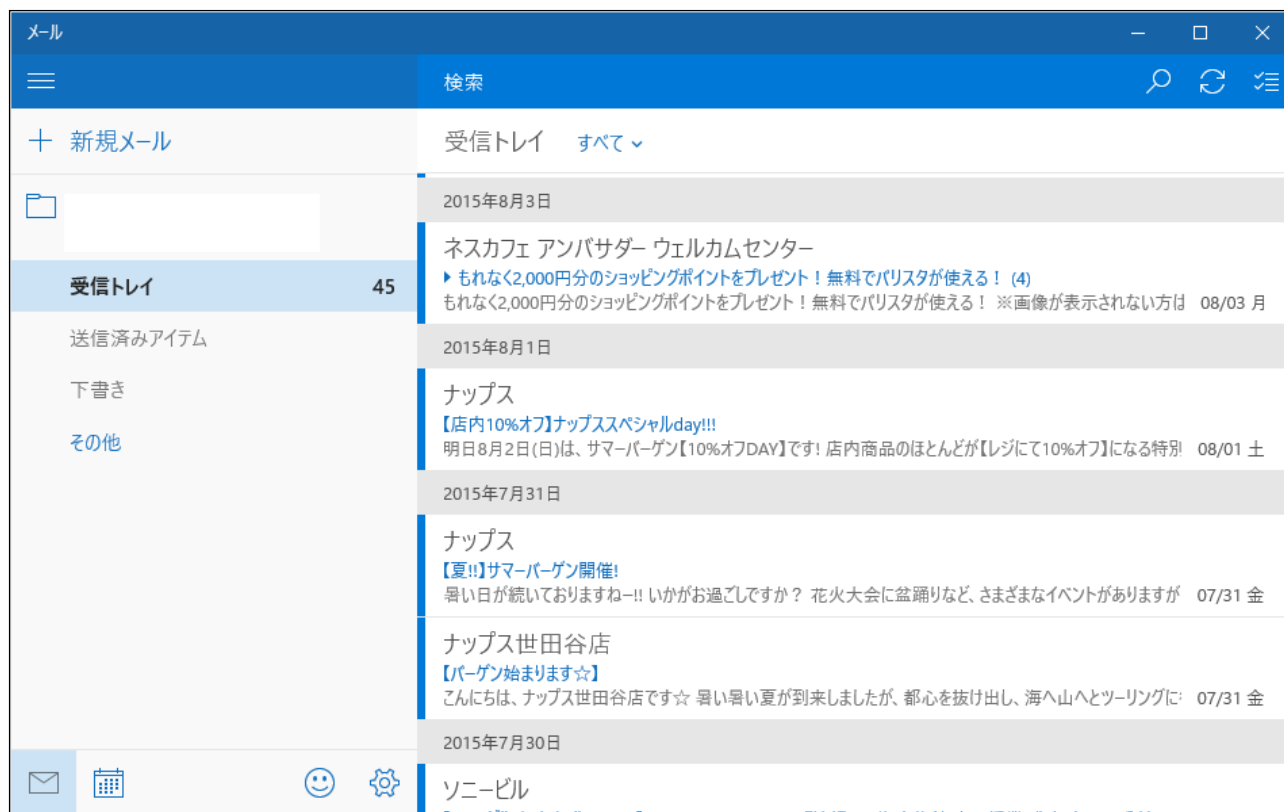 メール
検索
新規メール
受信トレイ すべて
2015年8月3日
ネスカフェ アンバサダー ウェルカムセンター
もれなく2,000円分のショッピングポイントをプレゼント！無料でバリスタが使える！ (4)
もれなく2,000円分のショッピングポイントをプレゼント！無料でバリスタが使える！ ※画像が表示されない方は 08/03 月
受信トレイ 45
送信済みアイテム
下書き
その他
2015年8月1日
ナップス
【店内10%オフ】ナップススペシャルday!!!
明日8月2日(日)は、サマーバーゲン【10%オフDAY】です! 店内商品のほとんどが【レジにて10%オフ】になる特別 08/01 土
2015年7月31日
ナップス
【夏!!】サマーバーゲン開催!
暑い日が続いておりますねー!! いかがお過ごしですか？ 花火大会に盆踊りなど、さまざまなイベントがありますが 07/31 金
ナップス世田谷店
【バーゲン始まります☆】
こんにちは、ナップス世田谷店です☆ 暑い暑い夏が到来しましたが、都心を抜け出し、海へ山へとツーリングに 07/31 金
2015年7月30日
ソニービル